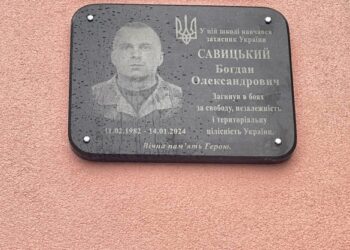 У цій школі навчався
захисник України
САВИЦЬКИЙ
Богдан
Олександрович
Загинув в боях
за свободу, незалежність
і територіальну
цілісність України.
11.02.1982 - 14.01.2024
Вічна пам'ять Герою.